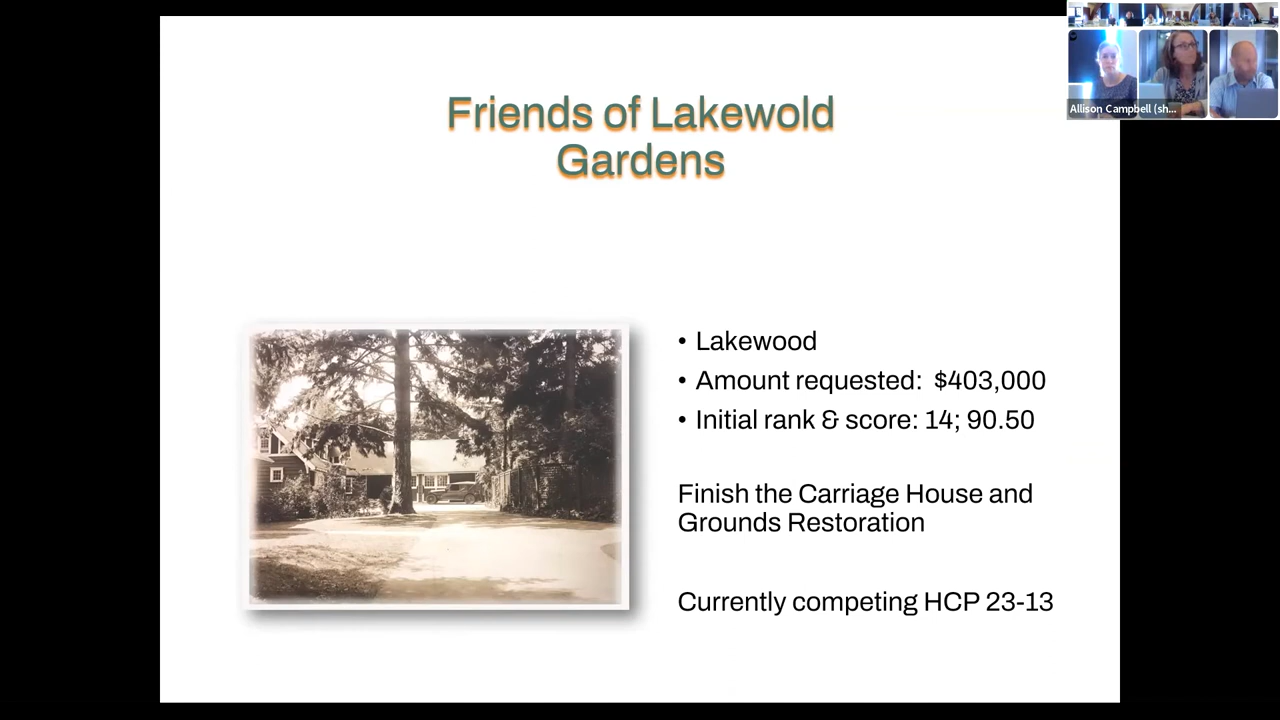 Friends of Lakewold
Gardens
Allison Campbell (sh...
• Lakewood
• Amount requested:  $403,000
• Initial rank & score: 14; 90.50
Finish the Carriage House and
Grounds Restoration
Currently competing HCP 23-13